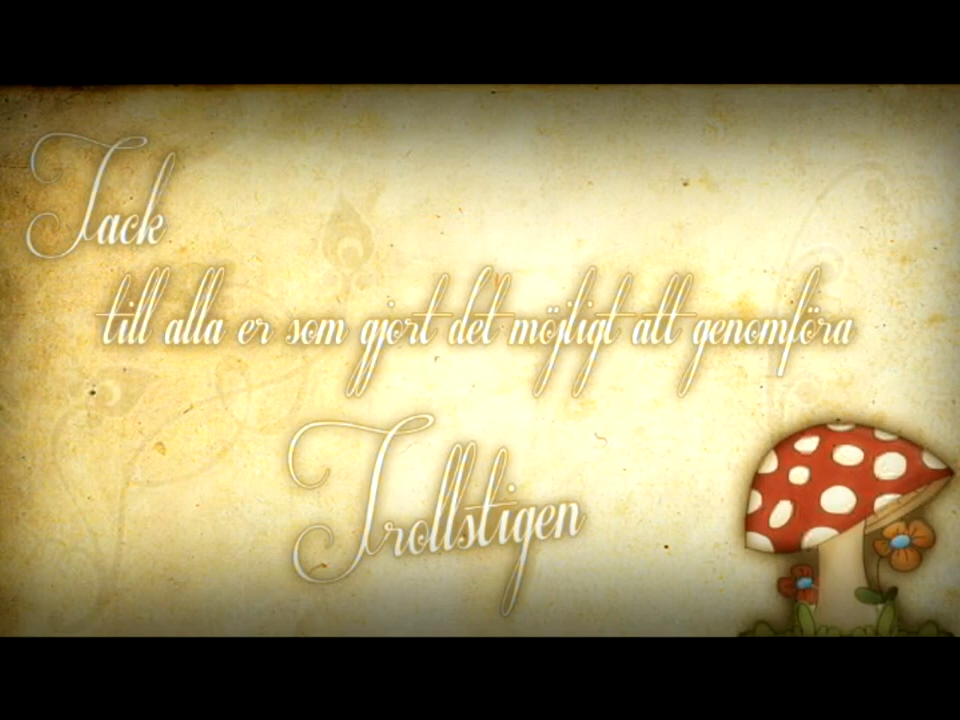 Tack
till alla er som gjort det möjligt att genomföra
Trollstigen